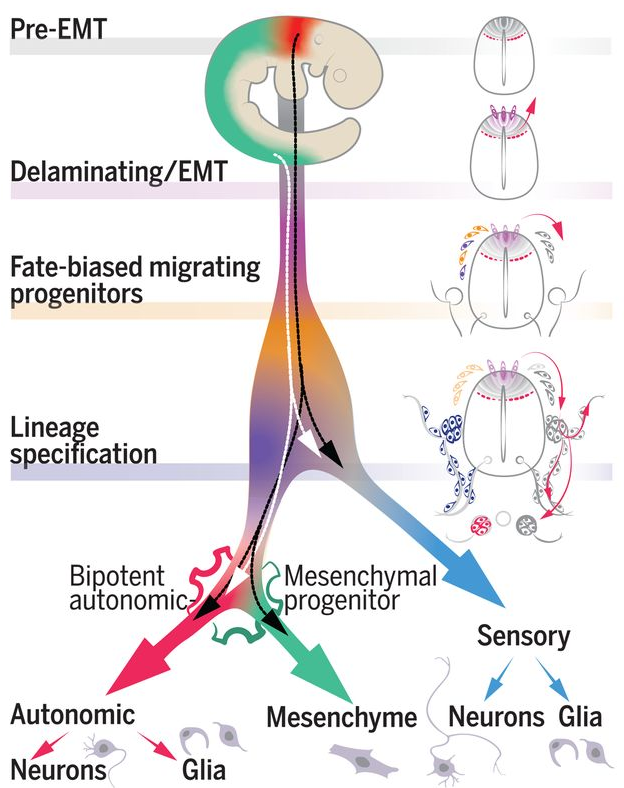 Pre-EMT
Delaminating/EMT
Fate-biased migrating
progenitors
Lineage
specification
Bipotent
autonomic
Mesenchymal
progenitor
Sensory
Autonomic
Mesenchyme
Neurons Glia
Neurons
Glia